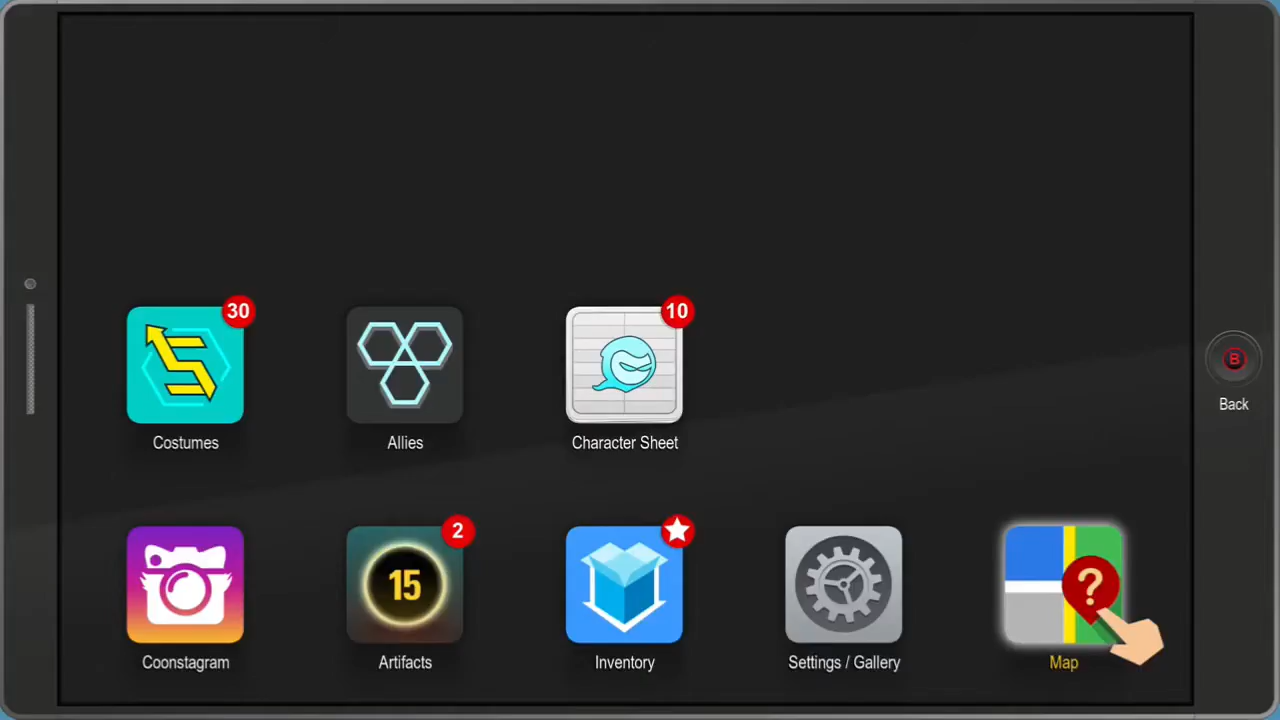 30
10
Costumes
Allies
Character Sheet
B
Back
2
15
?
Coonstagram
Artifacts
Inventory
Settings / Gallery
Map